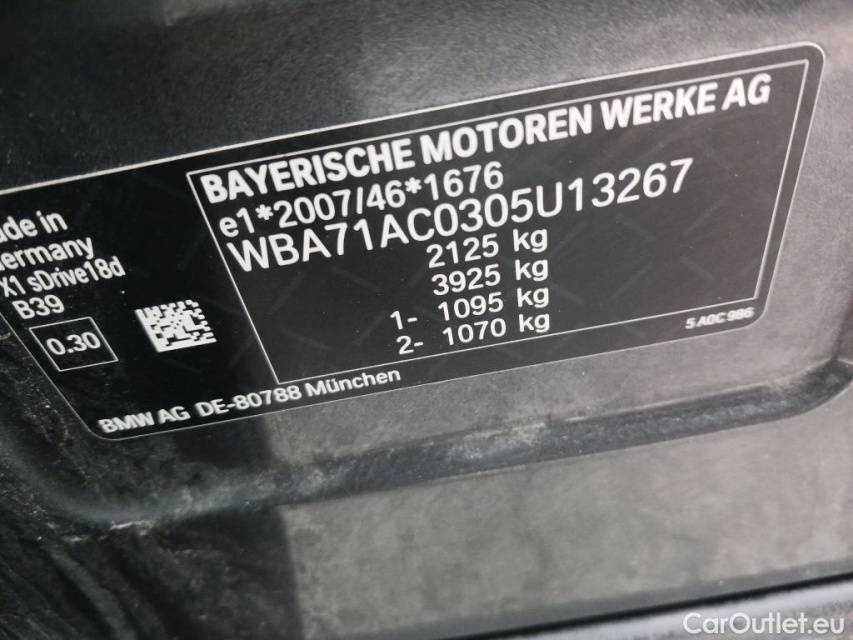 BAYERISCHE MOTOREN WERKE AG
e1*2007/46*1676
WBA71AC0305U13267
2125 kg
3925 kg
1- 1095 kg
2- 1070 kg
ade in
ermany
X1 sDrive18d
B39
0.30
5 A0C 986
BMW AG DE-80788 München
CarOutlet.eu